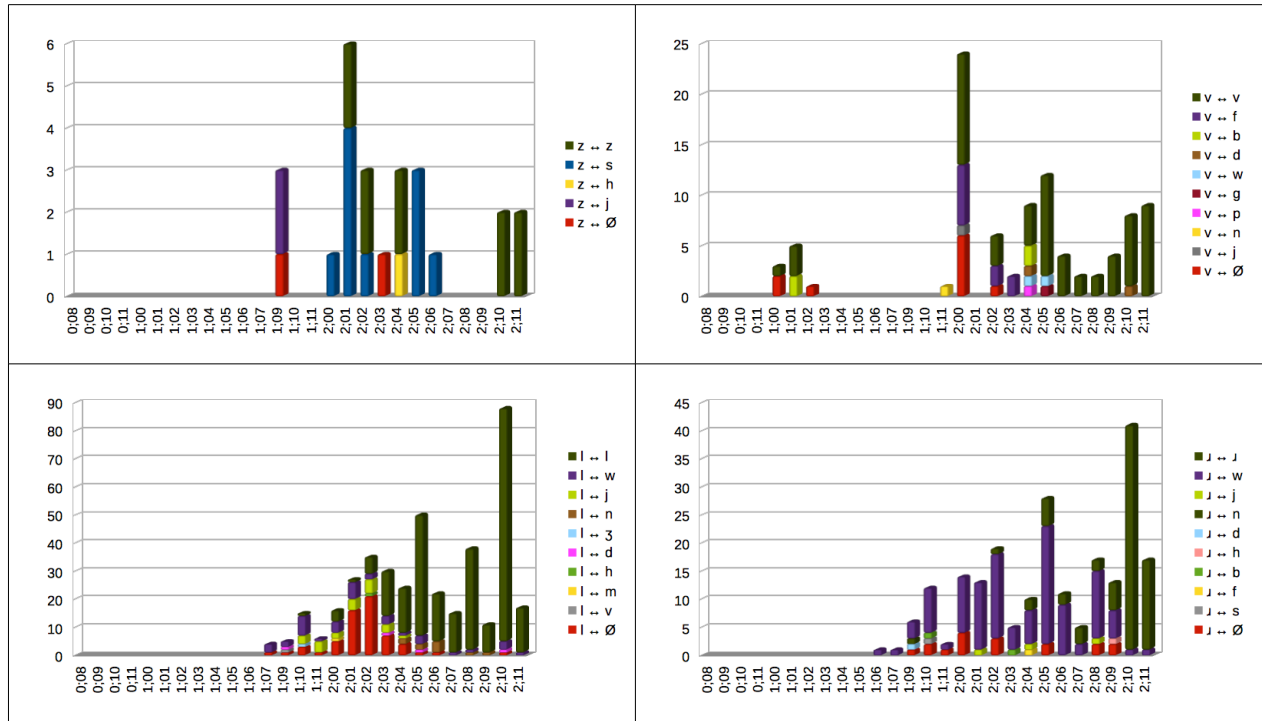 6
5
4
3
2
1
0
0;08 0;09 0;10 0;11 1;00 1;01 1;02 1;03 1;04 1;05 1;06 1;07 1;09 1;10 1;11 2;00 2;01 2;02 2;03 2;04 2;05 2;06 2;07 2;08 2;09 2;10 2;11
z ↔ z
z ↔ s
z ↔ h
z ↔ j
z ↔ Ø
25
20
15
10
5
0
0;08 0;09 0;10 0;11 1;00 1;01 1;02 1;03 1;04 1;05 1;06 1;07 1;09 1;10 1;11 2;00 2;01 2;02 2;03 2;04 2;05 2;06 2;07 2;08 2;09 2;10 2;11
v ↔ v
v ↔ f
v ↔ b
v ↔ d
v ↔ w
v ↔ g
v ↔ p
v ↔ n
v ↔ j
v ↔ Ø
90
80
70
60
50
40
30
20
10
0
0;08 0;09 0;10 0;11 1;00 1;01 1;02 1;03 1;04 1;05 1;06 1;07 1;09 1;10 1;11 2;00 2;01 2;02 2;03 2;04 2;05 2;06 2;07 2;08 2;09 2;10 2;11
l ↔ l
l ↔ w
l ↔ j
l ↔ n
l ↔ ʒ
l ↔ d
l ↔ h
l ↔ m
l ↔ v
l ↔ Ø
45
40
35
30
25
20
15
10
5
0
0;08 0;09 0;10 0;11 1;00 1;01 1;02 1;03 1;04 1;05 1;06 1;07 1;09 1;10 1;11 2;00 2;01 2;02 2;03 2;04 2;05 2;06 2;07 2;08 2;09 2;10 2;11
ɹ ↔ ɹ
ɹ ↔ w
ɹ ↔ j
ɹ ↔ n
ɹ ↔ d
ɹ ↔ h
ɹ ↔ b
ɹ ↔ f
ɹ ↔ s
ɹ ↔ Ø